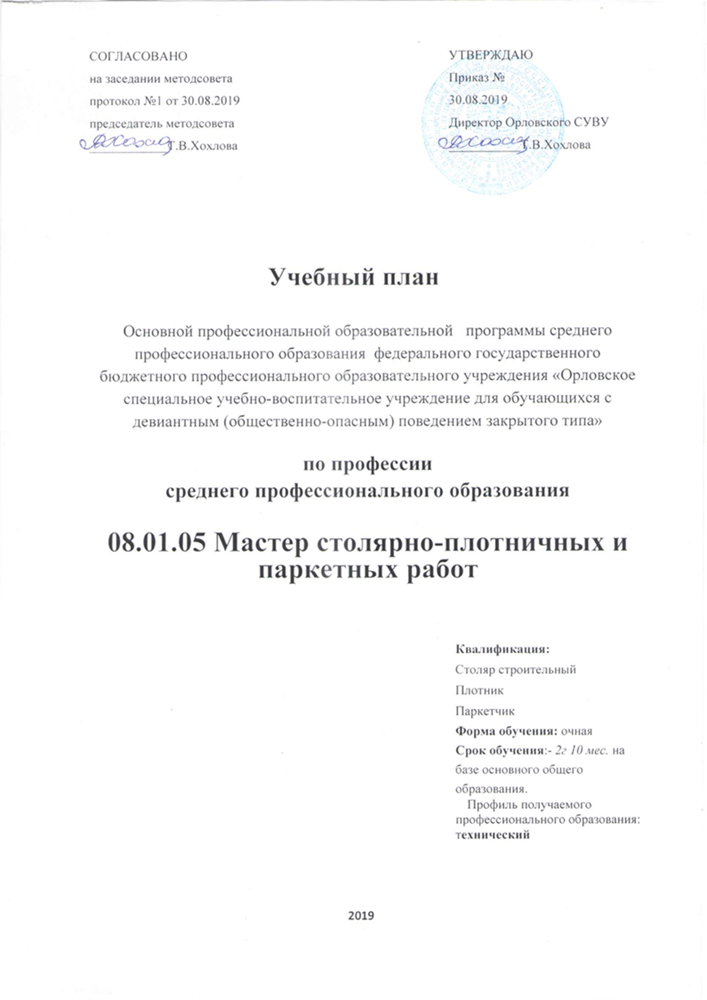 СОГЛАСОВАНО
на заседании методсовета
протокол №1 от 30.08.2019
председатель методсовета
Т.В.Хохлова
УТВЕРЖДАЮ
Приказ №
30.08.2019
Директор Орловского СУВУ
Т.В.Хохлова
Учебный план
Основной профессиональной образовательной программы среднего
профессионального образования федерального государственного
бюджетного профессионального образовательного учреждения «Орловское
специальное учебно-воспитательное учреждение для обучающихся с
девиантным (общественно-опасным) поведением закрытого типа»
по профессии
среднего профессионального образования
08.01.05 Мастер столярно-плотничных и
паркетных работ
Квалификация:
Столяр строительный
Плотник
Паркетчик
Форма обучения: очная
Срок обучения:- 2г 10 мес. на
базе основного общего
образования.
Профиль получаемого
профессионального образования:
технический
2019